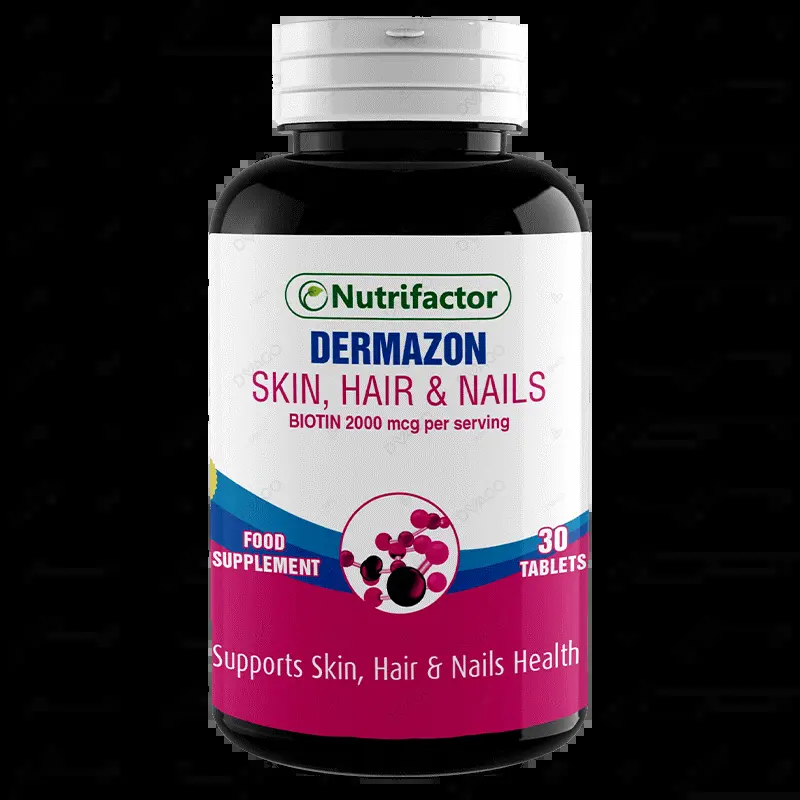 Nutrifactor
DERMAZON
SKIN, HAIR & NAILS
BIOTIN 2000 mcg per serving
FOOD
SUPPLEMENT
30
TABLETS
Supports Skin, Hair & Nails Health
DVAGO